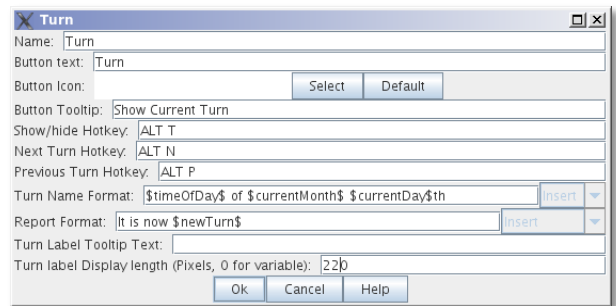 Turn
Name: Turn
Button text: Turn
Button Icon: Select Default
Button Tooltip: Show Current Turn
Show/hide Hotkey: ALT T
Next Turn Hotkey: ALT N
Previous Turn Hotkey: ALT P
Turn Name Format: $timeOfDay$ of $currentMonth$ $currentDay$th Insert
Report Format: It is now $newTurn$ Insert
Turn Label Tooltip Text:
Turn label Display length (Pixels, 0 for variable): 220
Ok Cancel Help